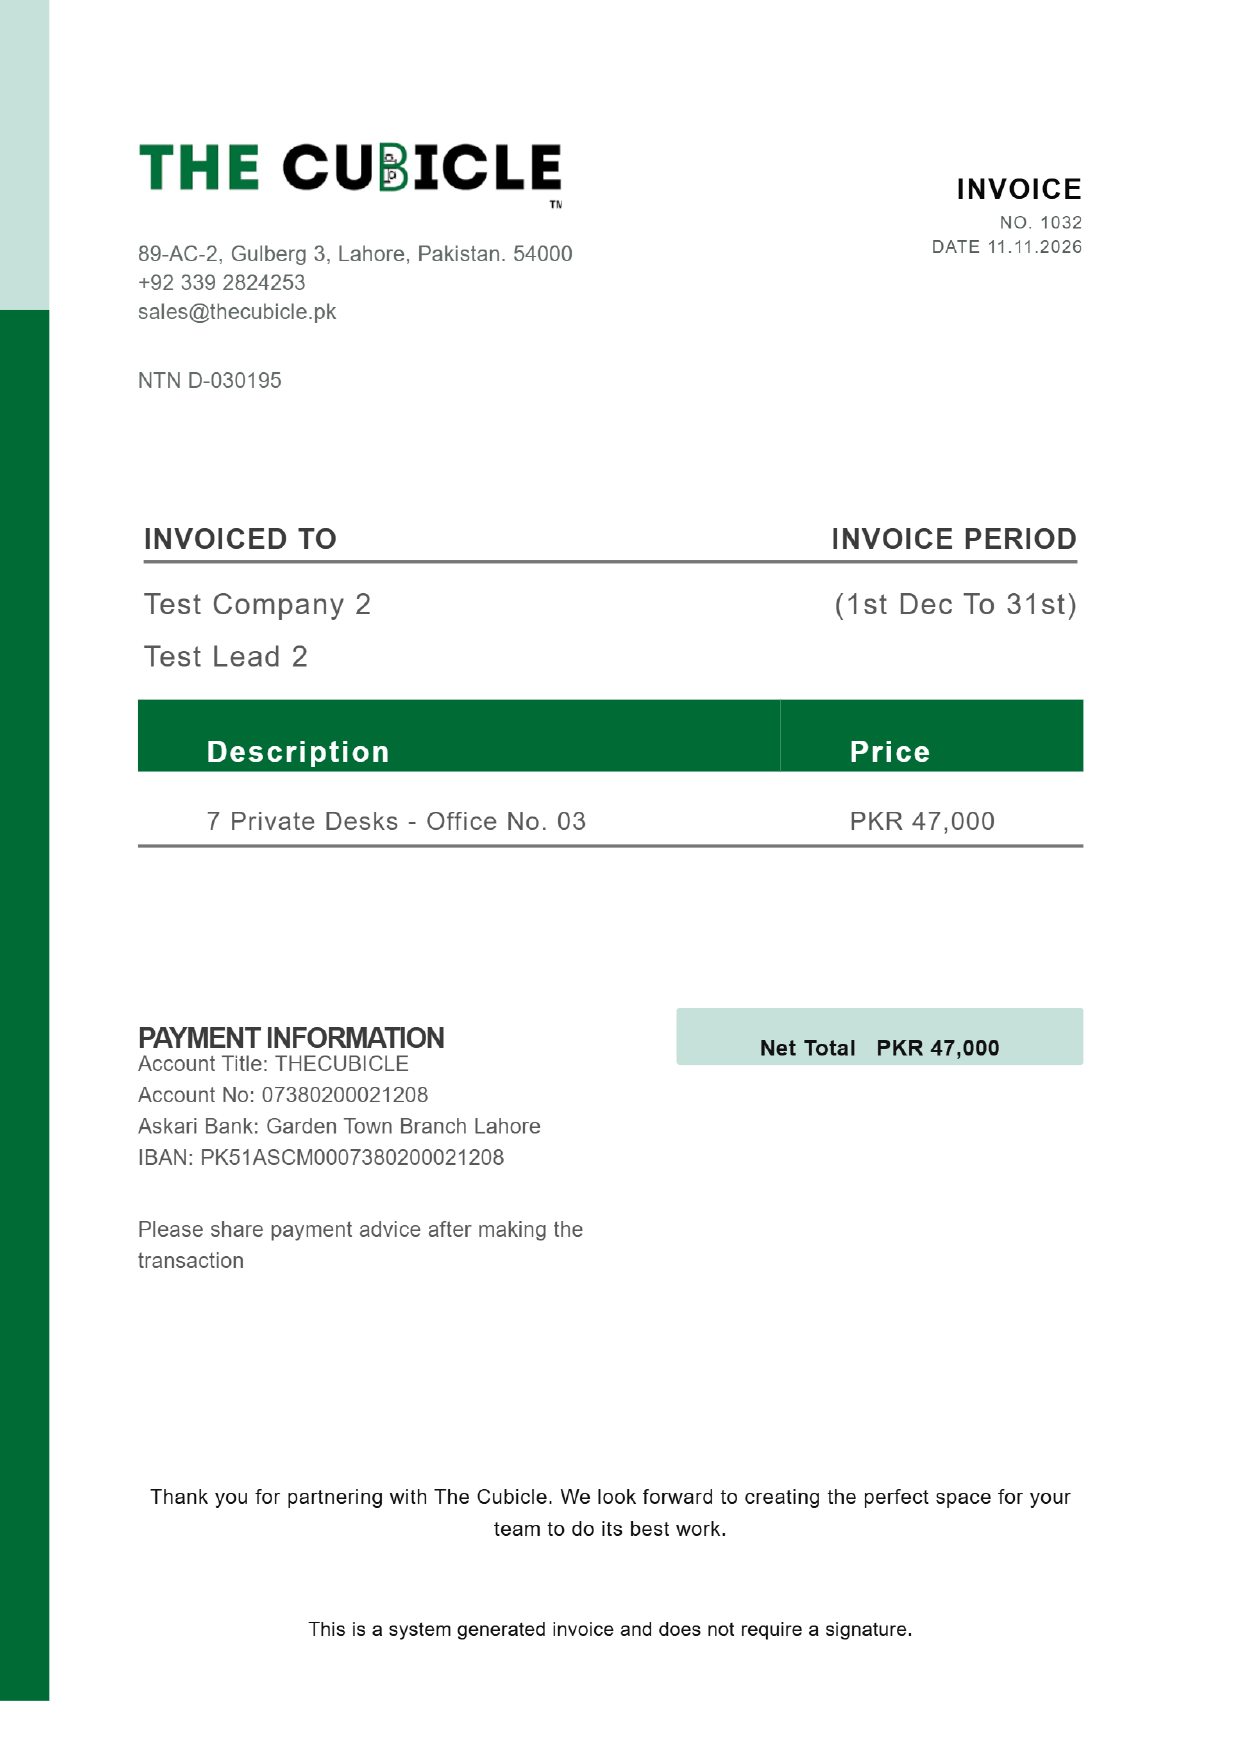 THE CUBICLE
TM
89-AC-2, Gulberg 3, Lahore, Pakistan. 54000
+92 339 2824253
sales@thecubicle.pk
NTN D-030195
INVOICE
NO. 1032
DATE 11.11.2026
INVOICED TO INVOICE PERIOD
Test Company 2 (1st Dec To 31st)
Test Lead 2
Description Price
7 Private Desks - Office No. 03 PKR 47,000
Net Total PKR 47,000
PAYMENT INFORMATION
Account Title: THECUBICLE
Account No: 07380200021208
Askari Bank: Garden Town Branch Lahore
IBAN: PK51ASCM0007380200021208
Please share payment advice after making the
transaction
Thank you for partnering with The Cubicle. We look forward to creating the perfect space for your
team to do its best work.
This is a system generated invoice and does not require a signature.